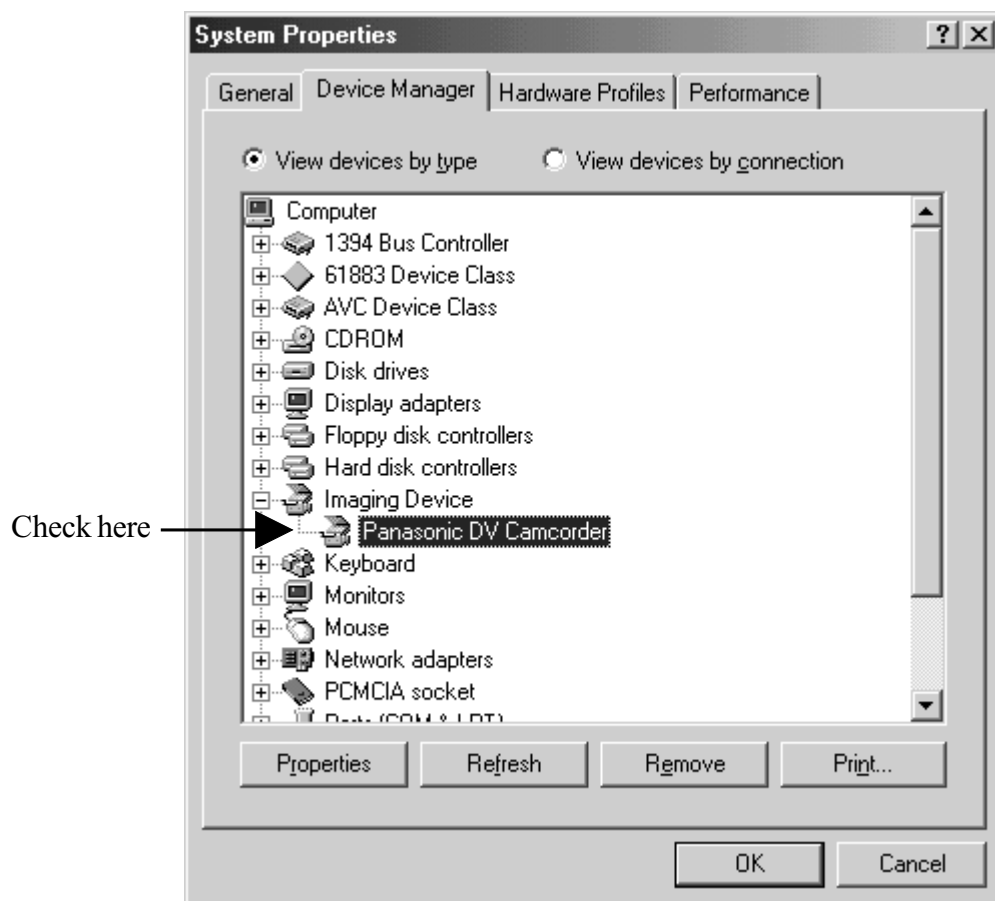 System Properties
? X
General Device Manager Hardware Profiles Performance
View devices by type View devices by connection
Computer
1394 Bus Controller
61883 Device Class
AVC Device Class
CDROM
Disk drives
Display adapters
Floppy disk controllers
Hard disk controllers
Imaging Device
Check here Panasonic DV Camcorder
Keyboard
Monitors
Mouse
Network adapters
PCMCIA socket
Ports (COM & LPT)
Properties Refresh Remove Print...
OK Cancel